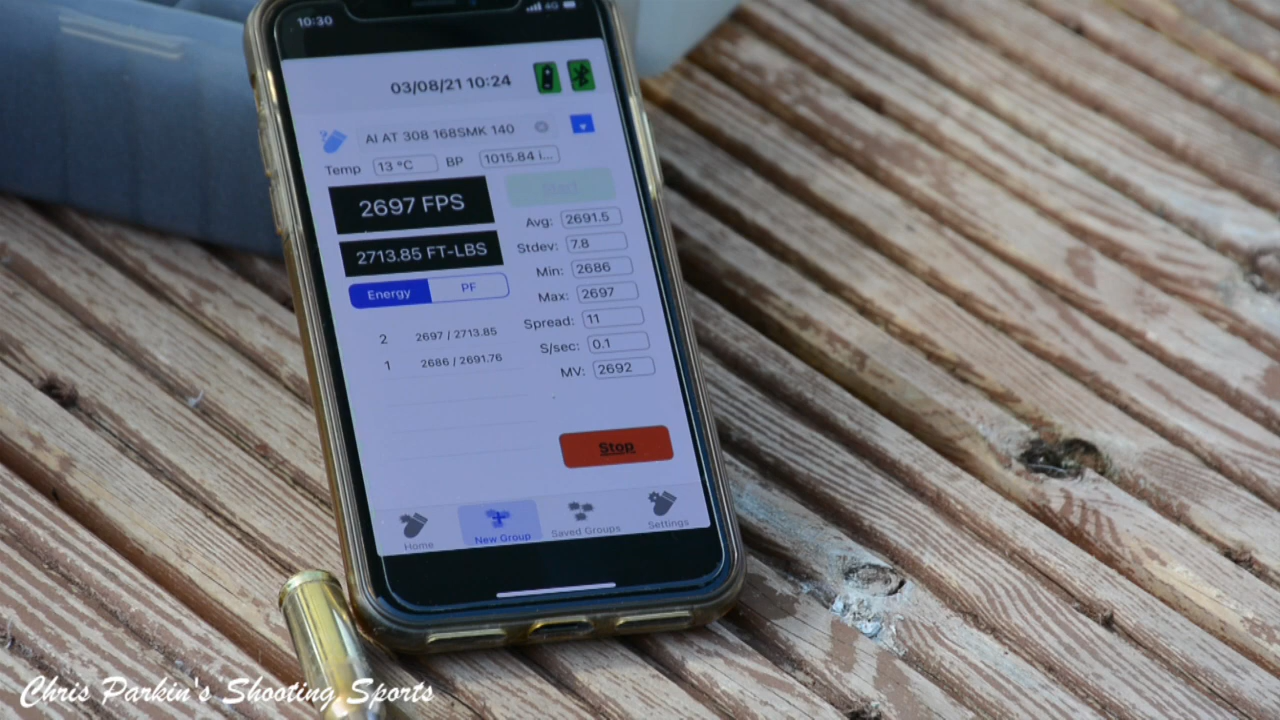 10:30 4G
03/08/21 10:24
AI AT 308 168SMK 140
Temp 13 °C BP 1015.84 i...
2697 FPS
2713.85 FT-LBS
Energy PF
2 2697 / 2713.85
1 2686 / 2691.76
Start
Avg: 2691.5
Stdev: 7.8
Min: 2686
Max: 2697
Spread: 11
S/sec: 0.1
MV: 2692
Stop
Home New Group Saved Groups Settings
Chris Parkin's Shooting Sports